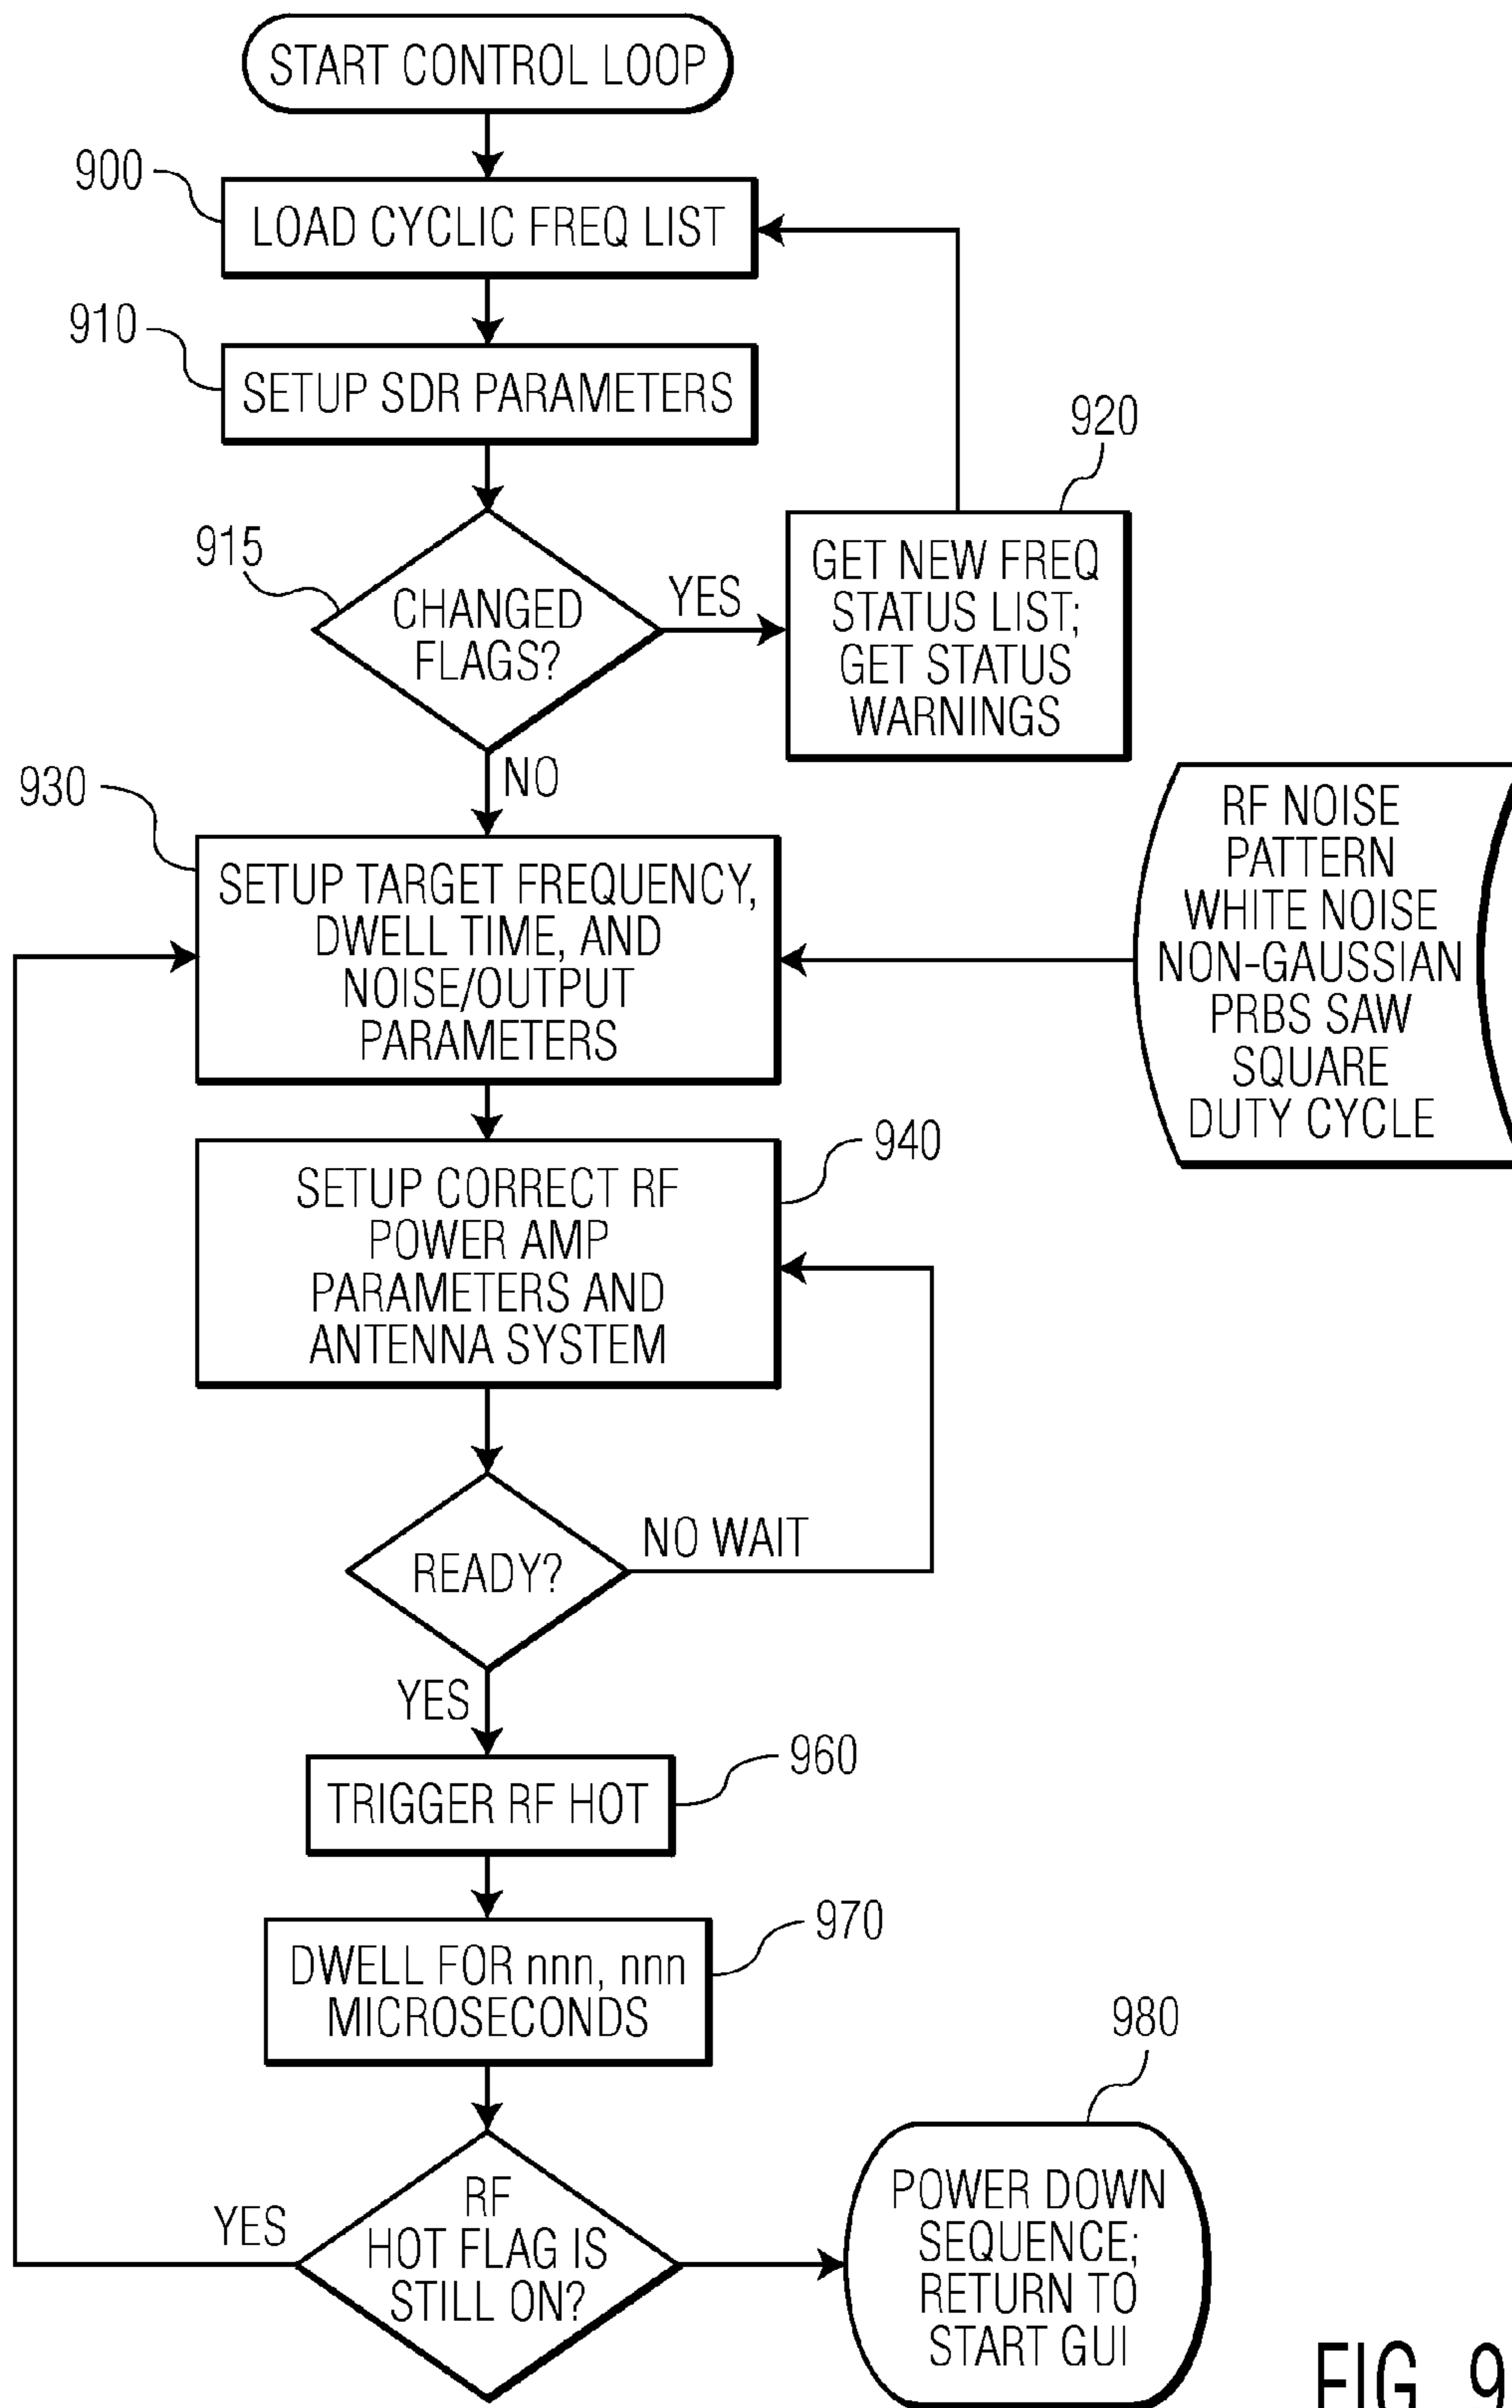 START CONTROL LOOP
900
LOAD CYCLIC FREQ LIST
910
SETUP SDR PARAMETERS
920
915
CHANGED
FLAGS?
YES
GET NEW FREQ
STATUS LIST;
GET STATUS
WARNINGS
NO
930
SETUP TARGET FREQUENCY,
DWELL TIME, AND
NOISE/OUTPUT
PARAMETERS
RF NOISE
PATTERN
WHITE NOISE
NON-GAUSSIAN
PRBS SAW
SQUARE
DUTY CYCLE
940
SETUP CORRECT RF
POWER AMP
PARAMETERS AND
ANTENNA SYSTEM
READY?
NO WAIT
YES
960
TRIGGER RF HOT
970
DWELL FOR nnn, nnn
MICROSECONDS
980
RF
HOT FLAG IS
STILL ON?
YES
POWER DOWN
SEQUENCE;
RETURN TO
START GUI
FIG. 9